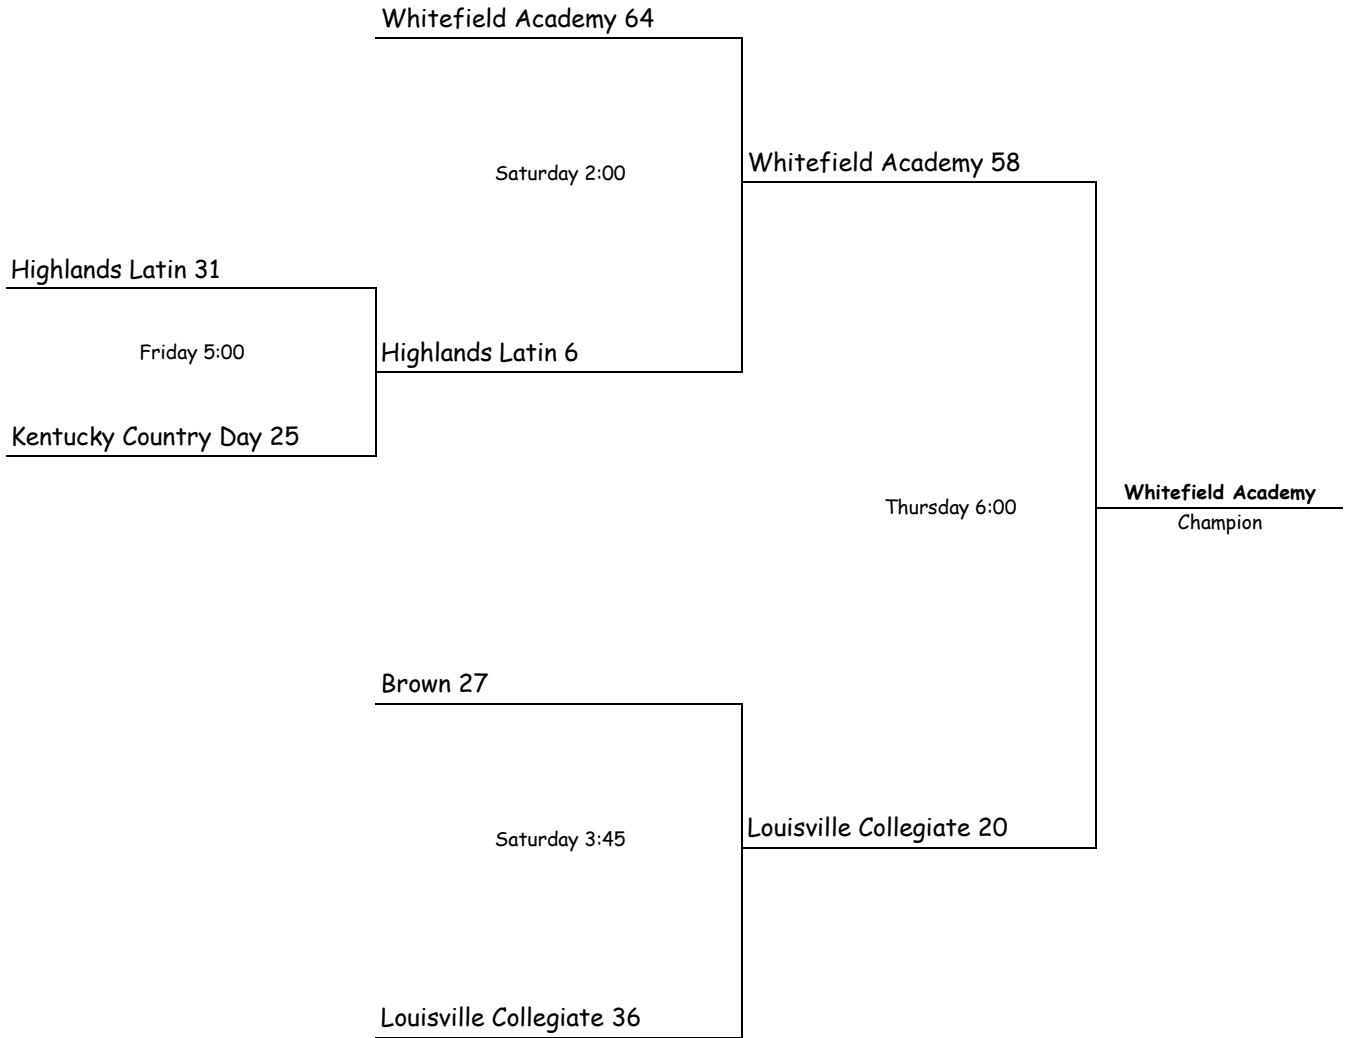 Whitefield Academy 64
Saturday 2:00
Whitefield Academy 58
Highlands Latin 31
Friday 5:00
Highlands Latin 6
Kentucky Country Day 25
Whitefield Academy
Thursday 6:00
Champion
Brown 27
Louisville Collegiate 20
Saturday 3:45
Louisville Collegiate 36